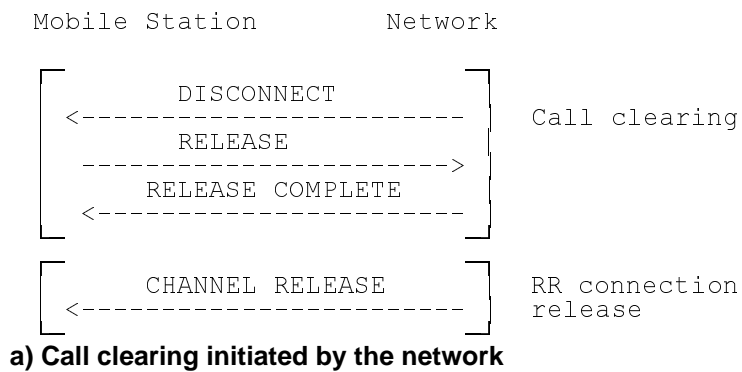 Mobile Station Network
DISCONNECT
<------------------------ Call clearing
RELEASE
----------------------->
RELEASE COMPLETE
<-----------------------
CHANNEL RELEASE RR connection
<------------------------ release
a) Call clearing initiated by the network